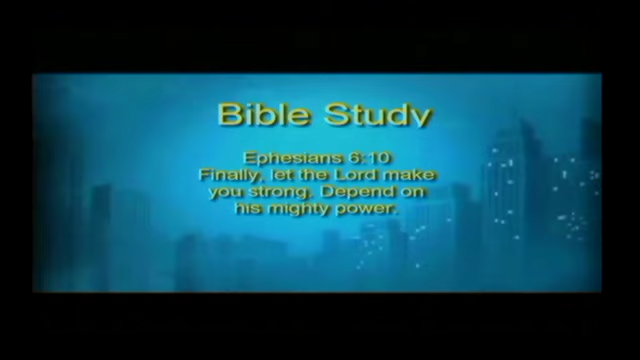 Bible Study
Ephesians 6:10
Finally, let the Lord make
you strong. Depend on
his mighty power.